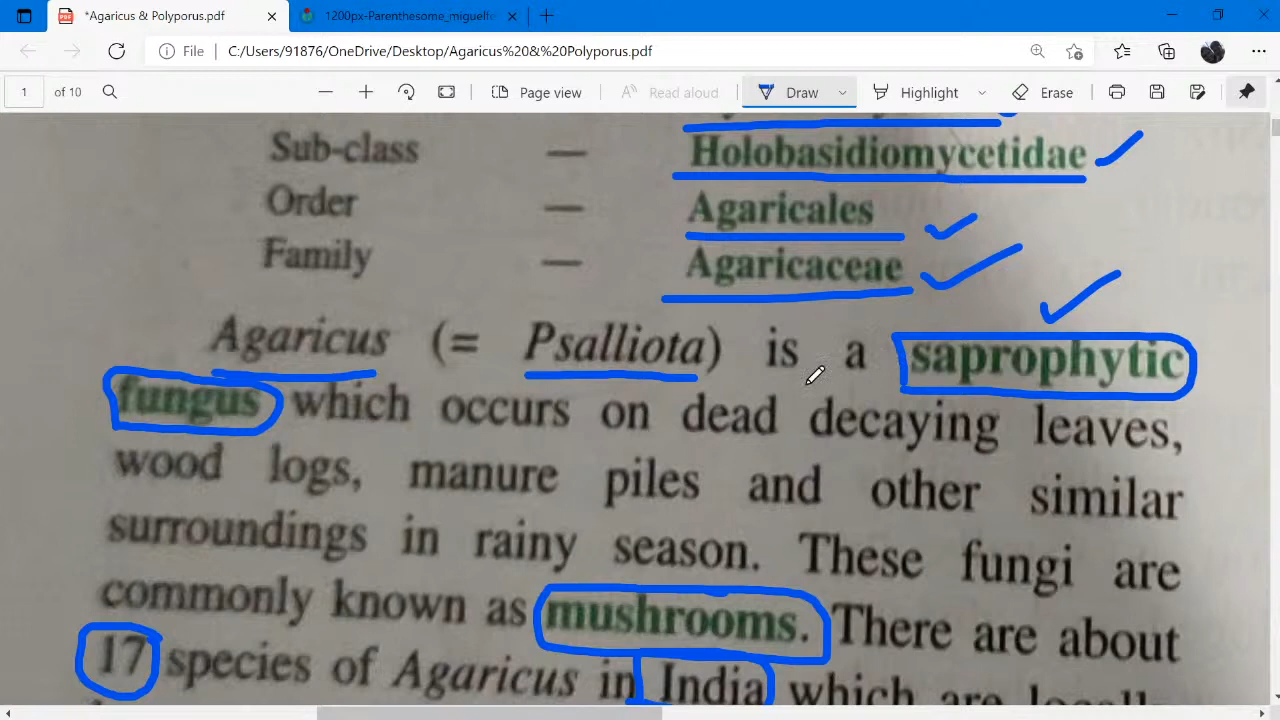 *Agaricus & Polyporus.pdf
1200px-Parenthesome_miguelfe
File C:/Users/91876/OneDrive/Desktop/Agaricus%20&%20Polyporus.pdf
1 of 10 Page view Read aloud Draw Highlight Erase
Sub-class — Holobasidiomycetidae
Order — Agaricales
Family — Agaricaceae
Agaricus (= Psalliota) is a saprophytic
fungus which occurs on dead decaying leaves,
wood logs, manure piles and other similar
surroundings in rainy season. These fungi are
commonly known as mushrooms. There are about
17 species of Agaricus in India which are locally